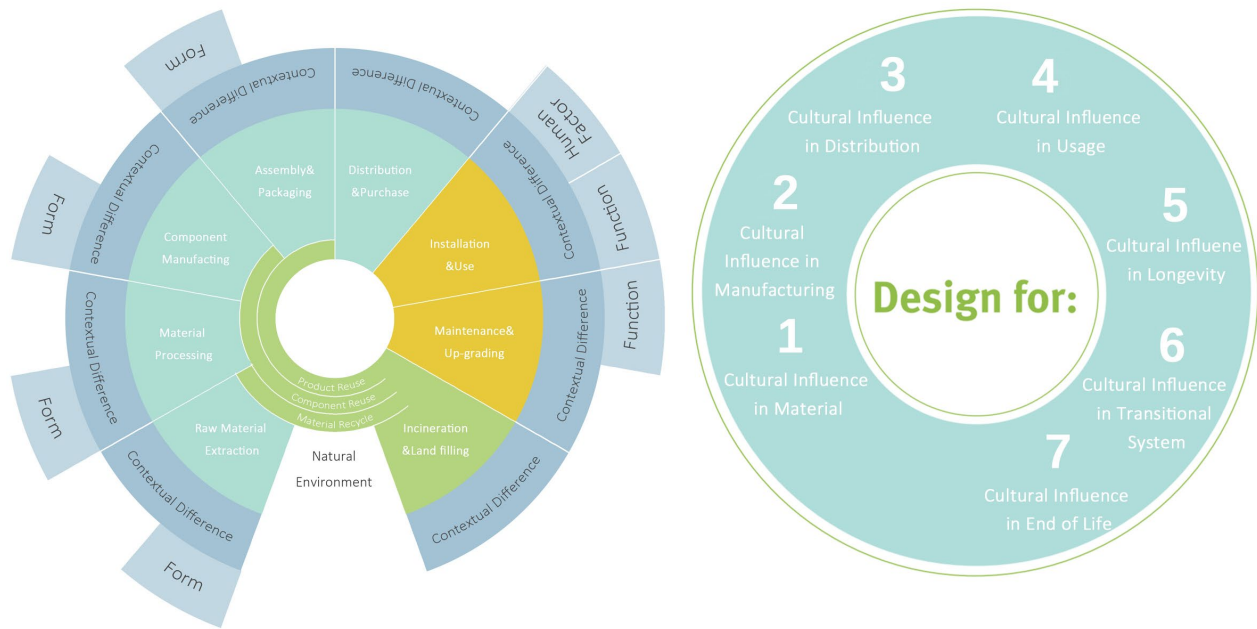 Form
Contextual Difference
Contextual Difference
Human
Factor
Form
Contextual Difference
Assembly&
Packaging
Distribution
&Purchase
Contextual Difference
Function
Component
Manufacting
Installation
&Use
Material
Processing
Maintenance&
Up-grading
Contextual Difference
Contextual Difference
Function
Form
Raw Material
Extraction
Product Reuse
Component Reuse
Material Recycle
Incineration
&Land filling
Natural
Environment
Contextual Difference
Contextual Difference
Form
3
Cultural Influence
in Distribution
4
Cultural Influence
in Usage
2
Cultural
Influence in
Manufacturing
5
Cultural Influene
in Longevity
Design for:
1
Cultural Influence
in Material
6
Cultural Influence
in Transitional
System
7
Cultural Influence
in End of Life